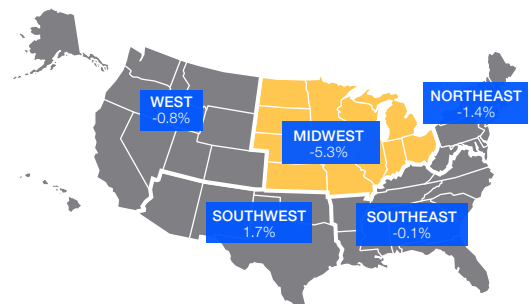 WEST
-0.8%
MIDWEST
-5.3%
NORTHEAST
-1.4%
SOUTHWEST
1.7%
SOUTHEAST
-0.1%